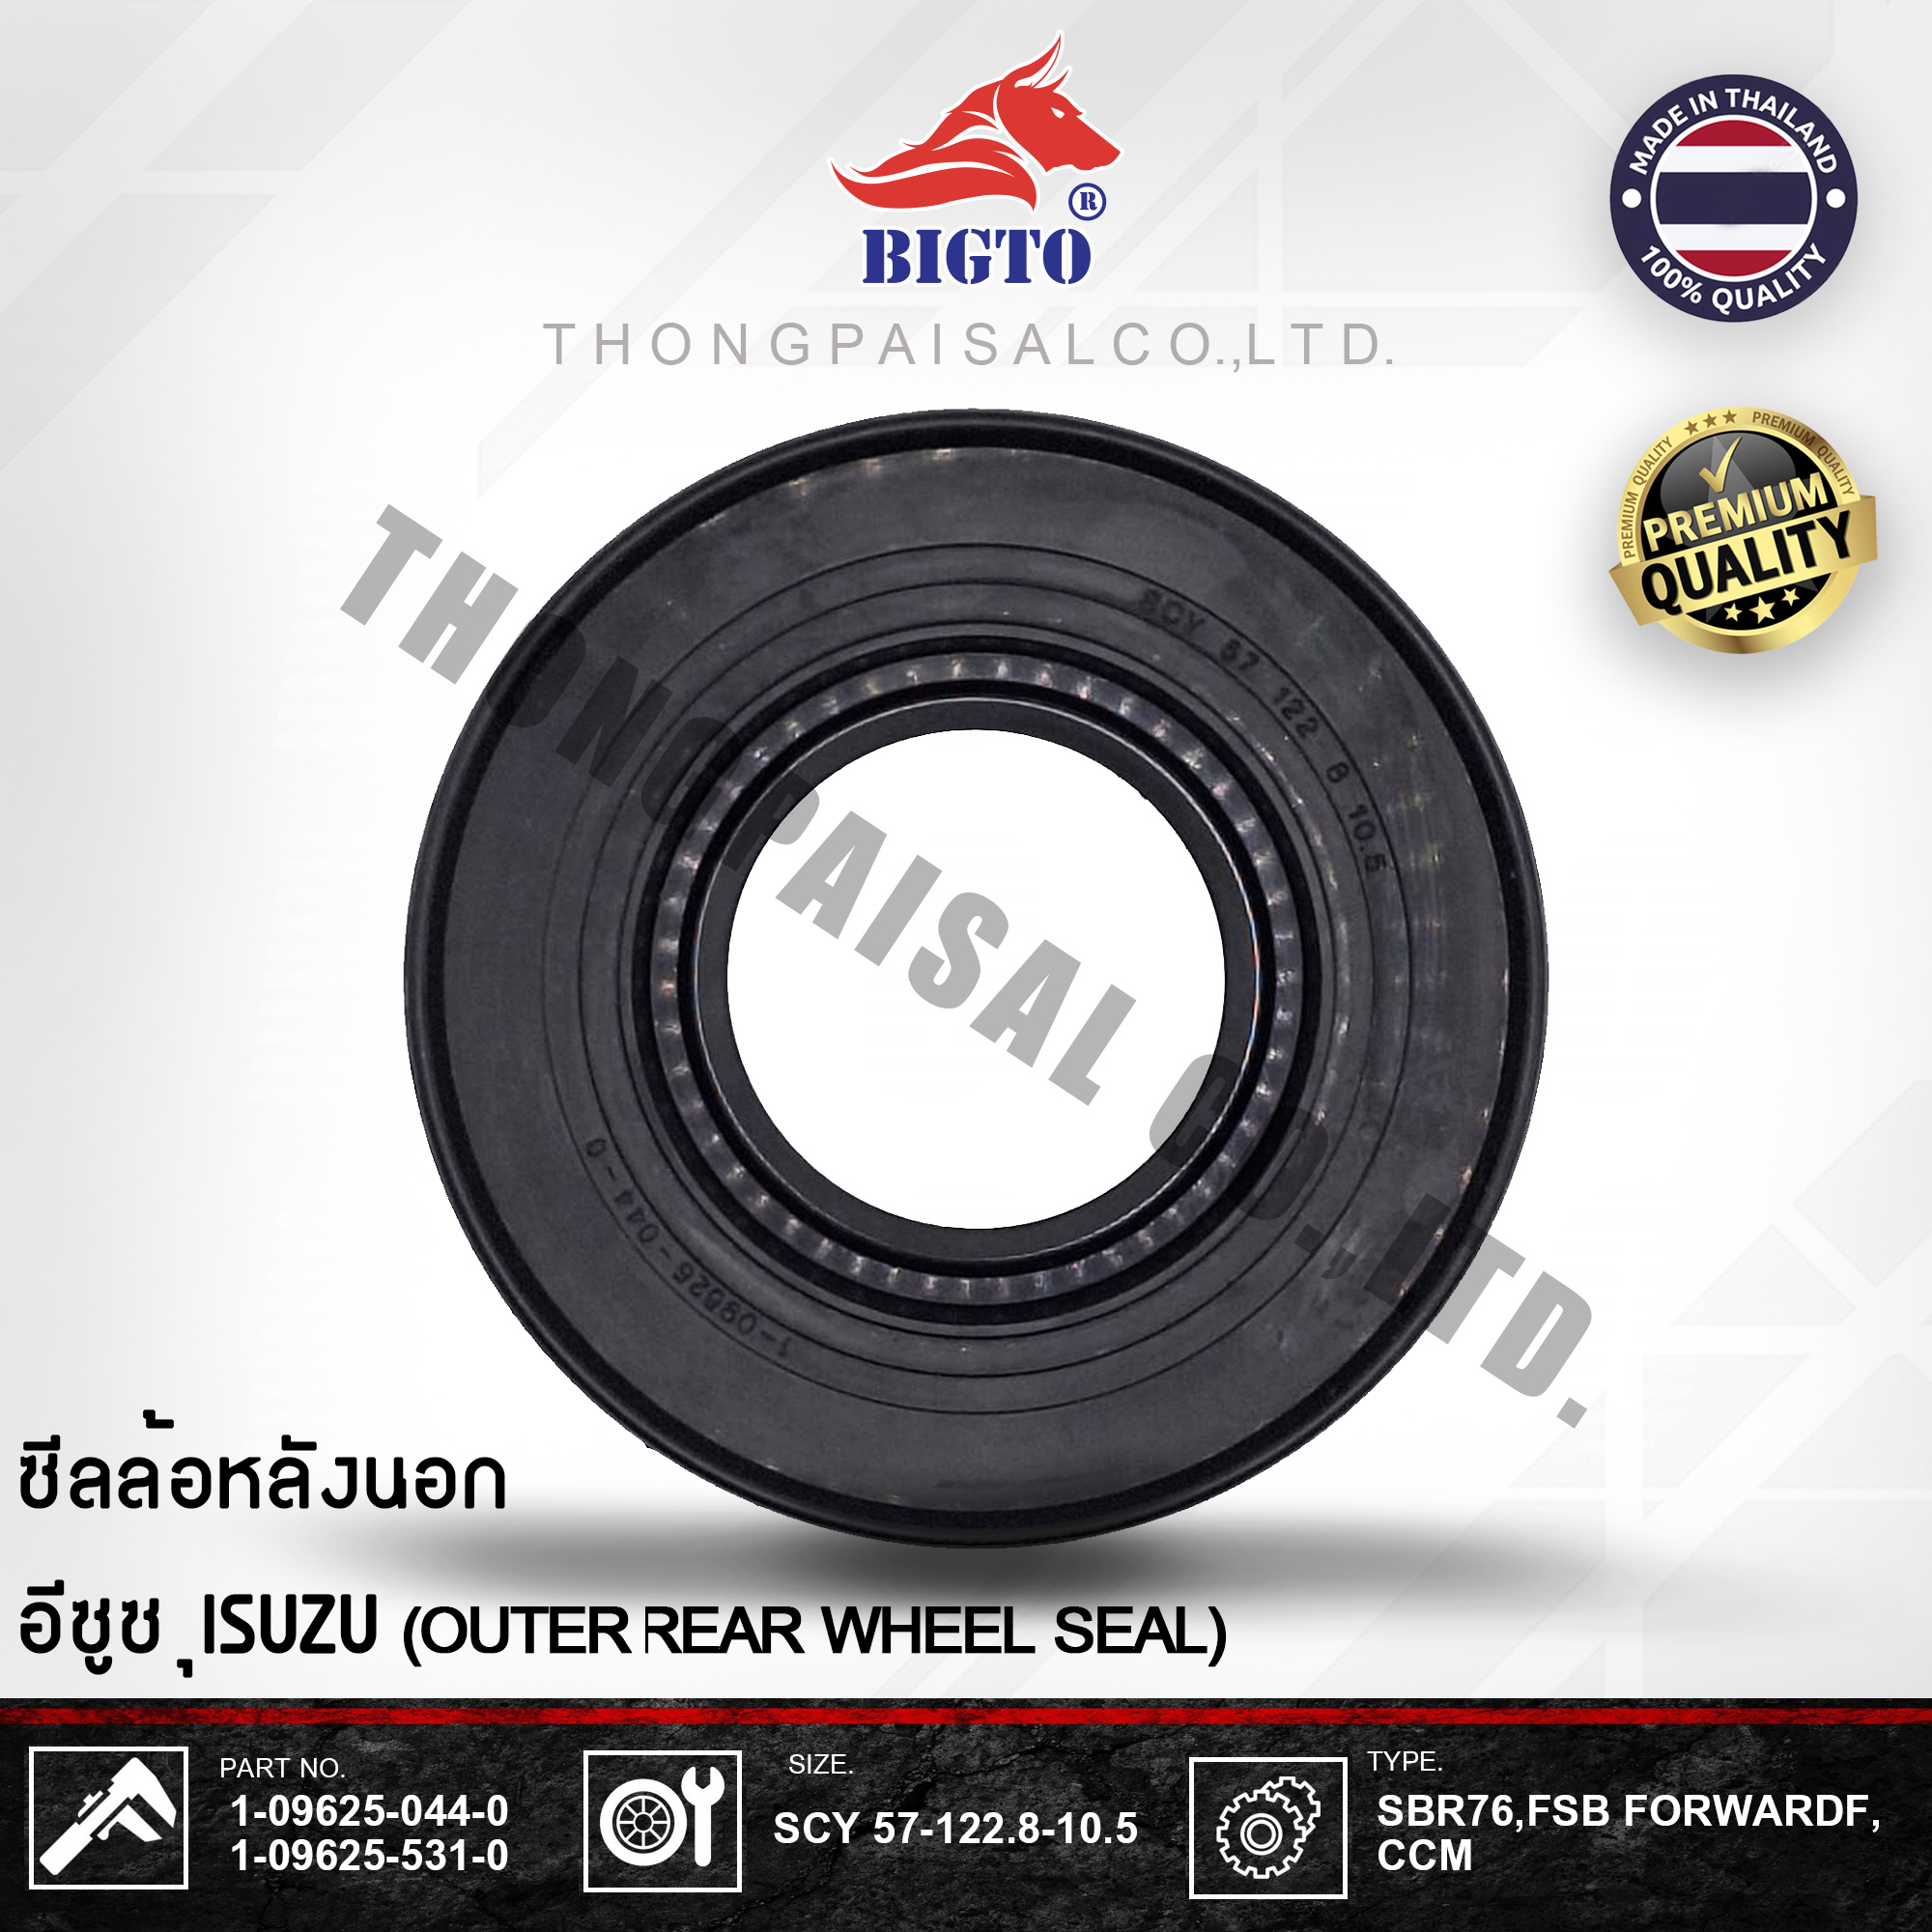 BIGTO
®
THONGPAISALCO.,LTD.
MADE IN THAILAND
100% QUALITY
PREMIUM QUALITY
PREMIUM QUALITY
PREMIUM QUALITY
PREMIUM
QUALITY
THONGPAISAL CO.,LTD.
SCY 57 122 8 10.5
1-09625-044-0
ซีลล้อหลังนอก
อีซูซุ ISUZU (OUTER REAR WHEEL SEAL)
PART NO.
1-09625-044-0
1-09625-531-0
SIZE.
SCY 57-122.8-10.5
TYPE.
SBR76,FSB FORWARDF,
CCM